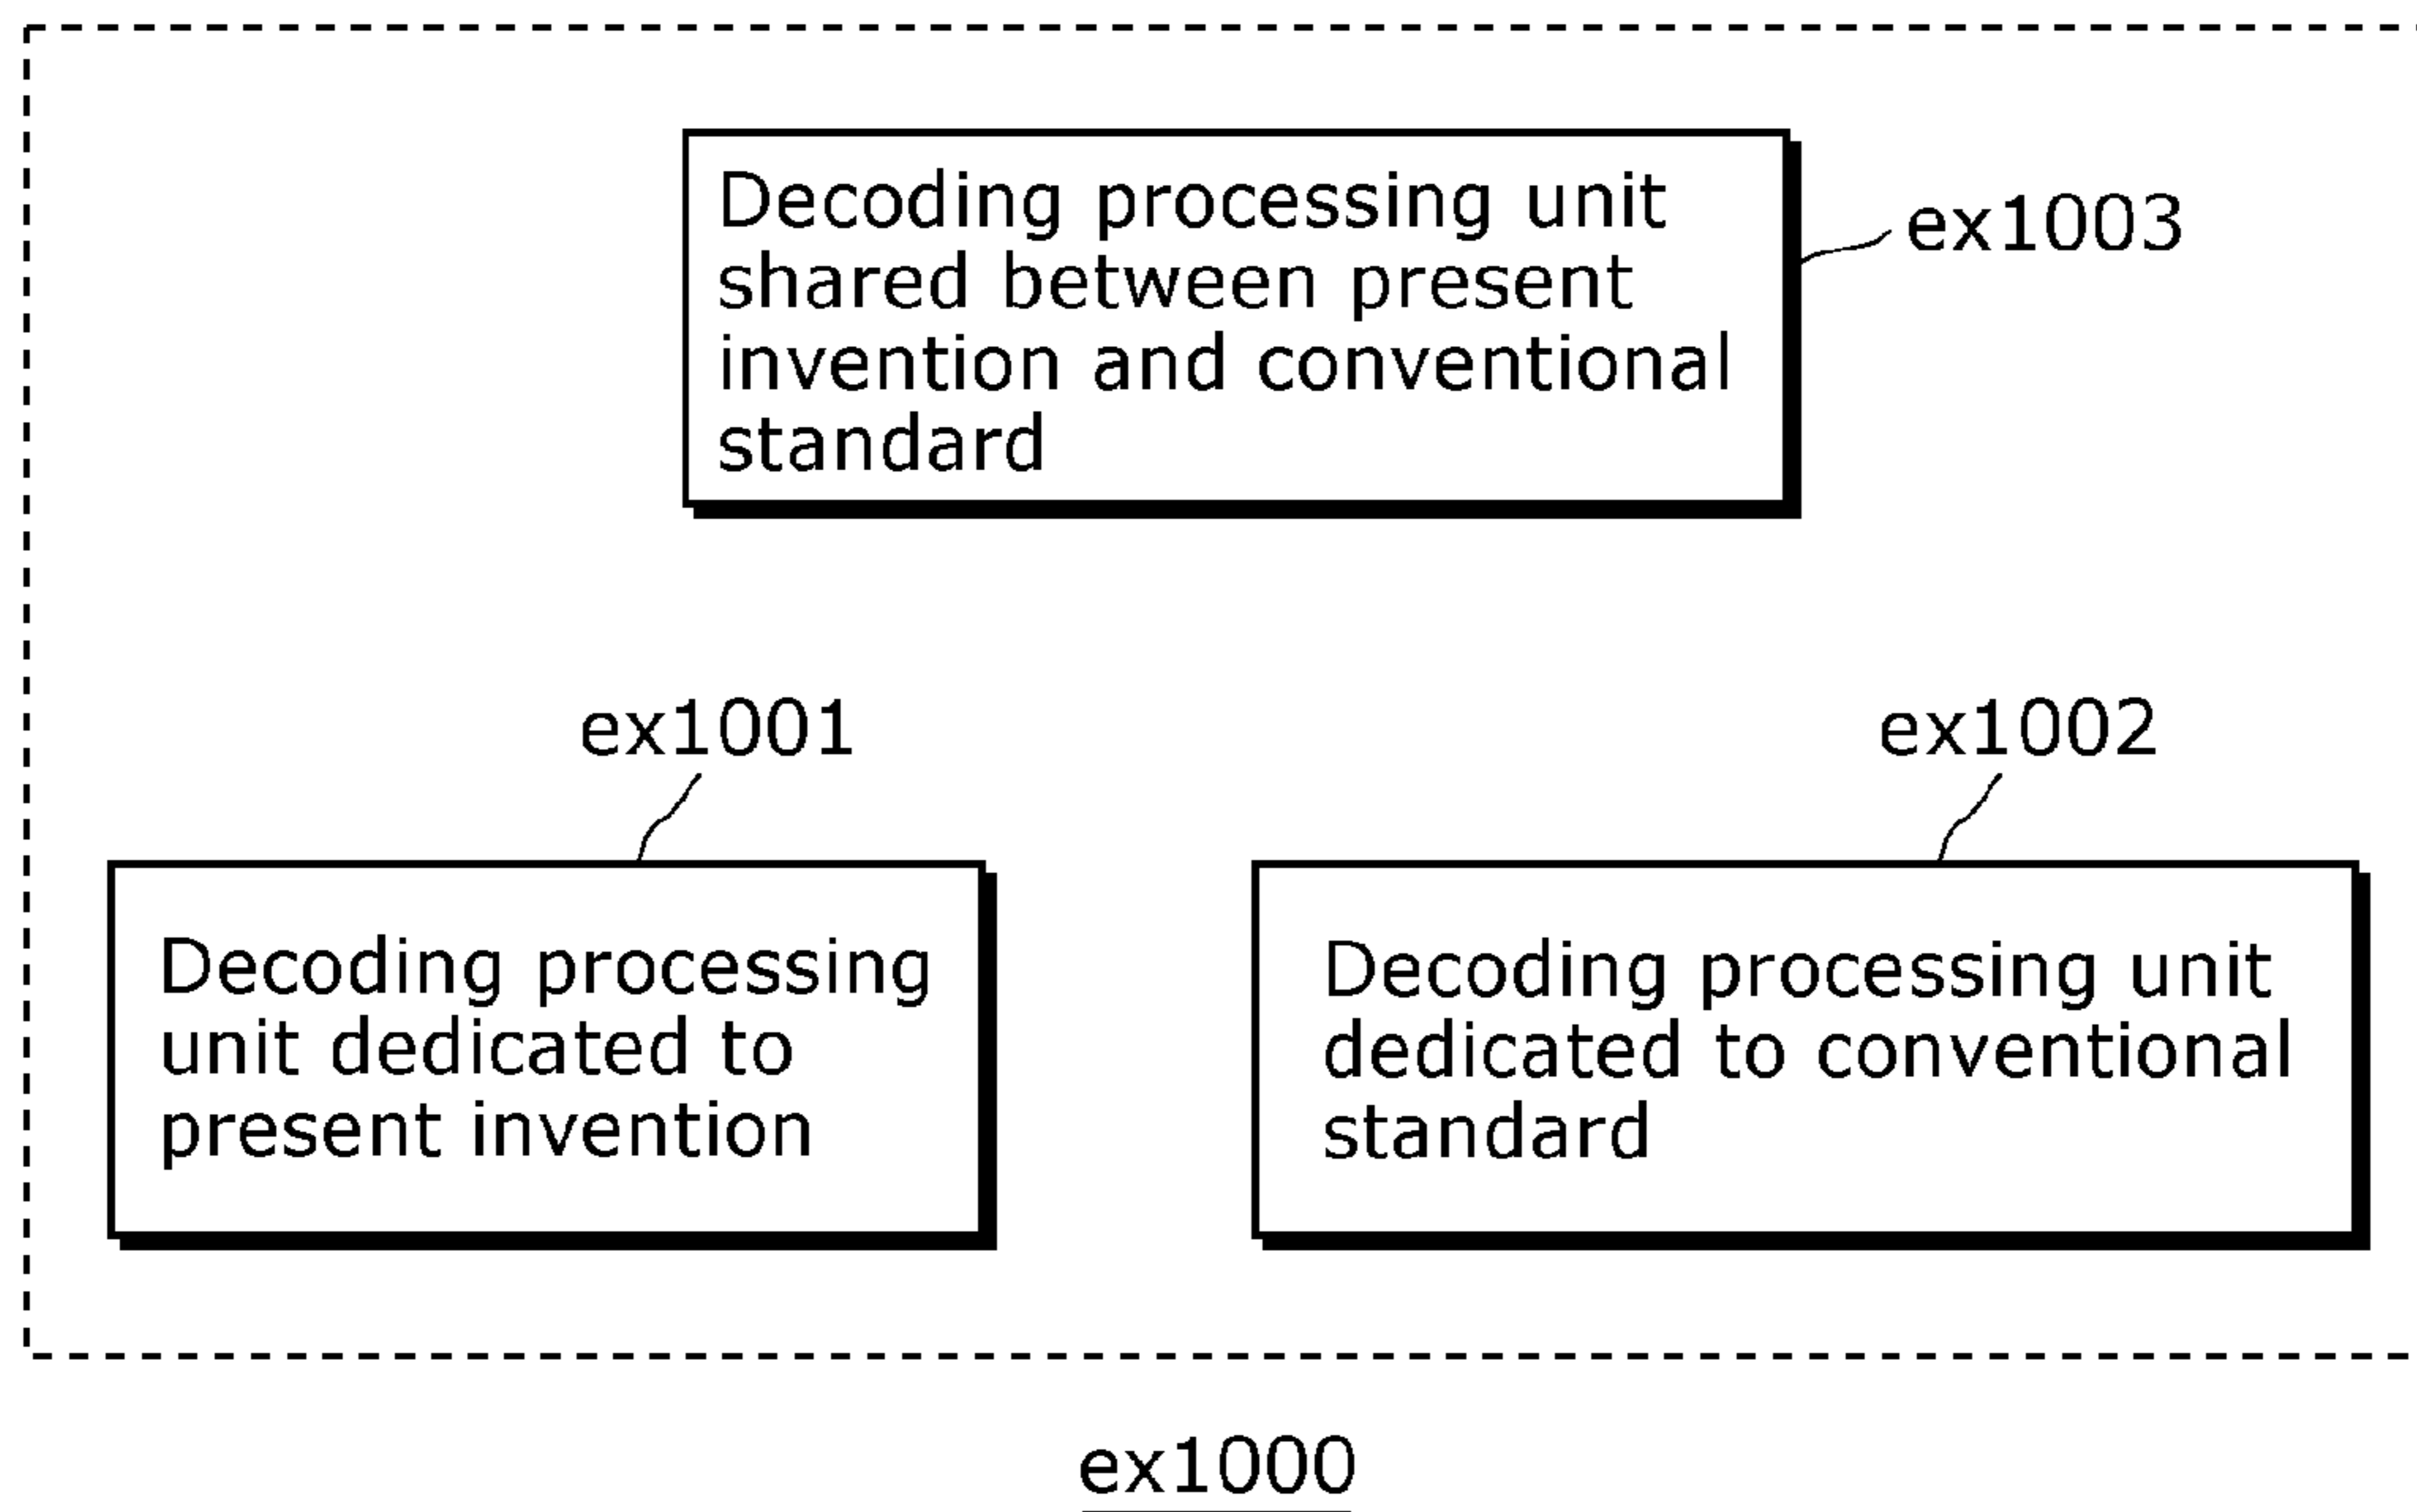 Decoding processing unit
shared between present
invention and conventional
standard
ex1003
ex1001
ex1002
Decoding processing
unit dedicated to
present invention
Decoding processing unit
dedicated to conventional
standard
ex1000